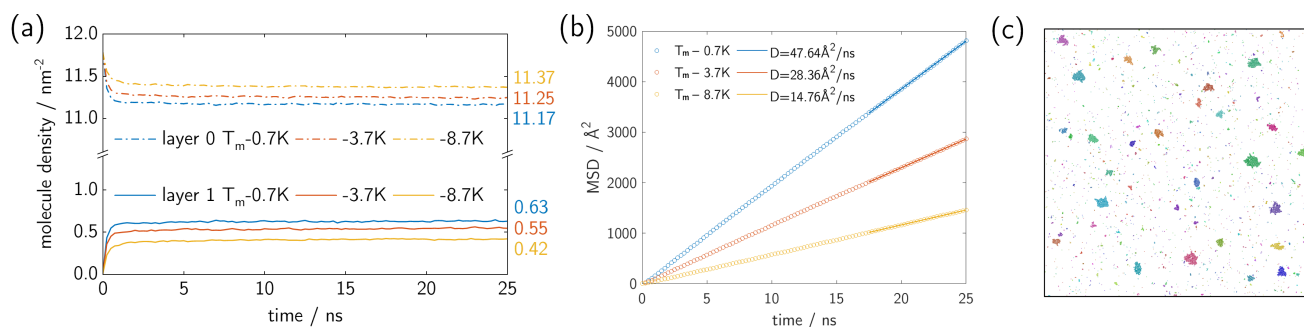 (a)
molecule density / nm⁻²
12.0
11.5
11.0
1.0
0.5
0.0
11.37
11.25
11.17
layer 0 Tₘ-0.7K -3.7K -8.7K
layer 1 Tₘ-0.7K -3.7K -8.7K
0.63
0.55
0.42
0 5 10 15 20 25
time / ns
(b)
MSD / Å²
5000
4000
3000
2000
1000
0
Tₘ – 0.7K D=47.64Å²/ns
Tₘ – 3.7K D=28.36Å²/ns
Tₘ – 8.7K D=14.76Å²/ns
0 5 10 15 20 25
time / ns
(c)